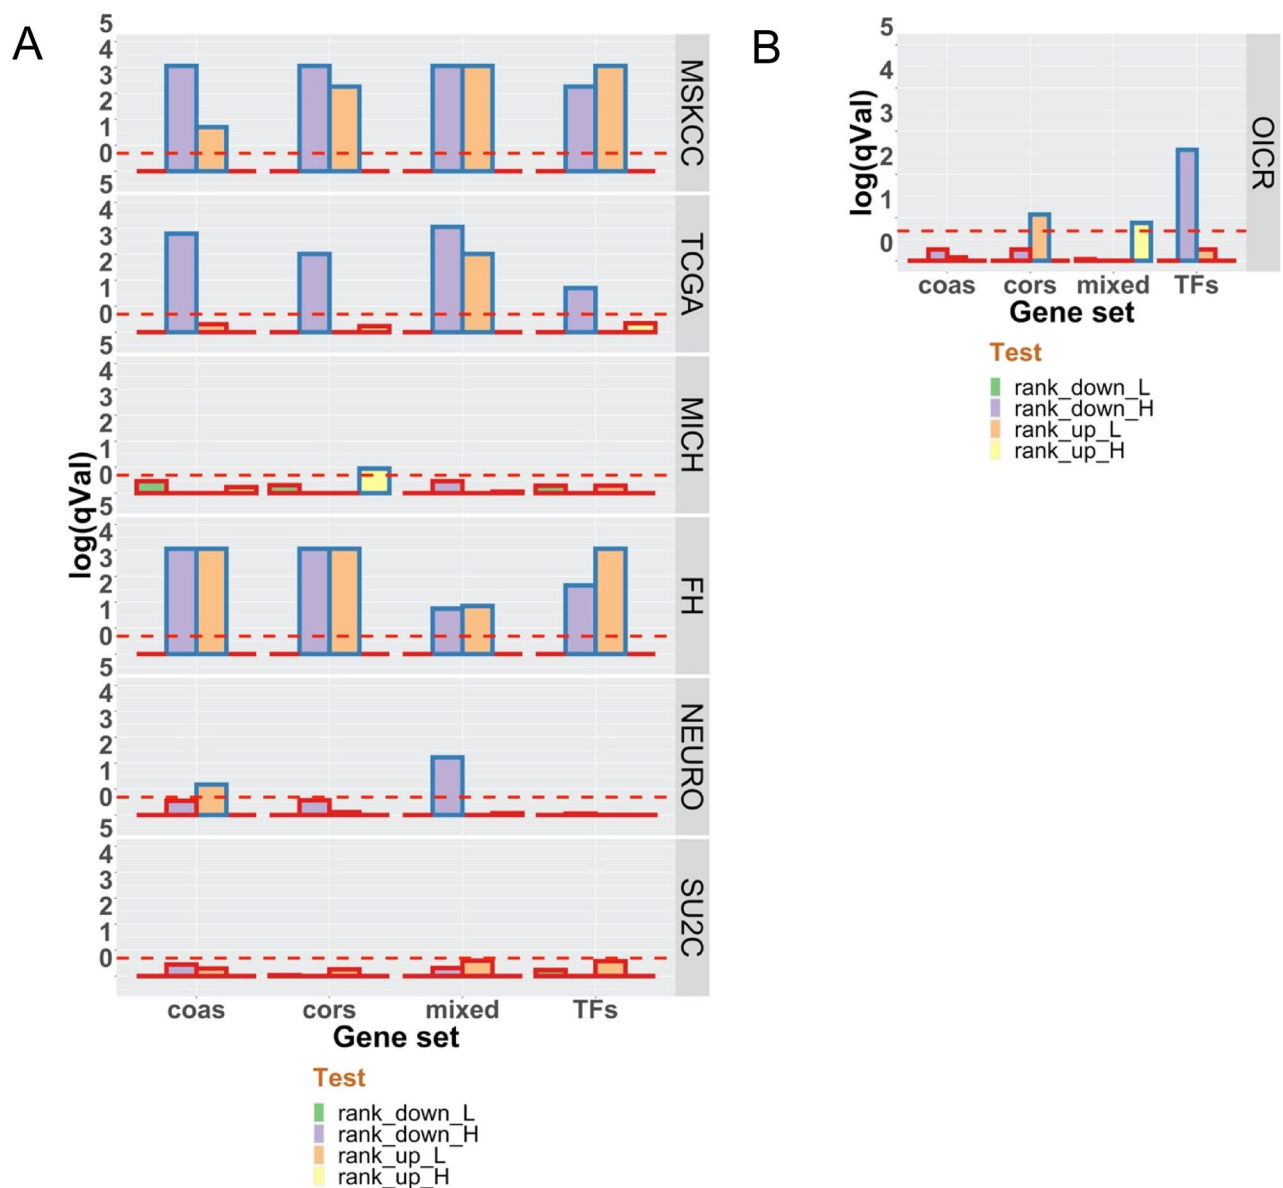 A
5
4
3
2
1
0
MSKCC
5
4
3
2
1
0
TCGA
5
4
3
2
1
0
MICH
5
4
3
2
1
0
FH
5
4
3
2
1
0
NEURO
5
4
3
2
1
0
SU2C
log(qVal)
coas cors mixed TFs
Gene set
Test
rank_down_L
rank_down_H
rank_up_L
rank_up_H
B
5
4
3
2
1
0
log(qVal)
OICR
coas cors mixed TFs
Gene set
Test
rank_down_L
rank_down_H
rank_up_L
rank_up_H